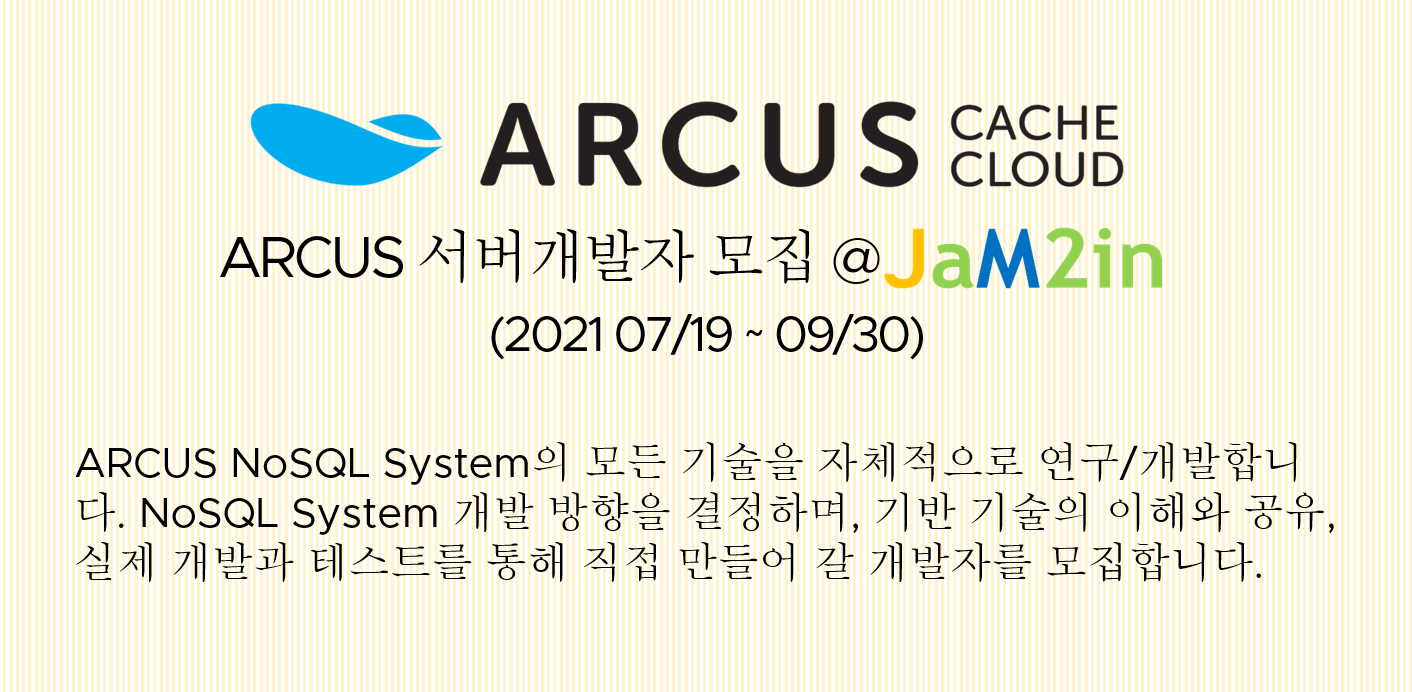 ARCUS CACHE
CLOUD
ARCUS 서버개발자 모집 @JaM2in
(2021 07/19 ~ 09/30)
ARCUS NoSQL System의 모든 기술을 자체적으로 연구/개발합니
다. NoSQL System 개발 방향을 결정하며, 기반 기술의 이해와 공유,
실제 개발과 테스트를 통해 직접 만들어 갈 개발자를 모집합니다.